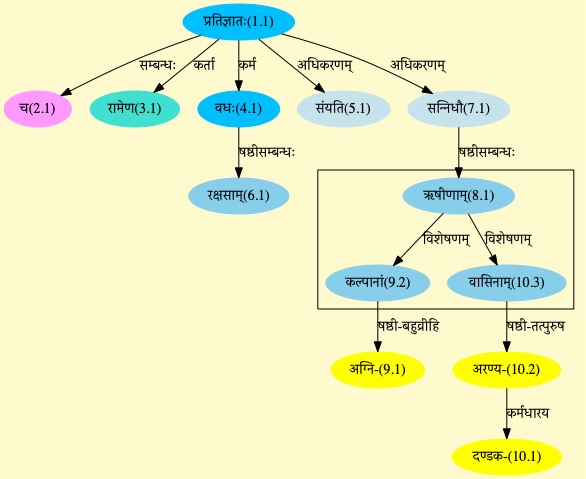 प्रतिज्ञातः(1.1)
सम्बन्धः कर्ता कर्म अधिकरणम् अधिकरणम्
च(2.1) रामेण(3.1) वधः(4.1) संयति(5.1) सन्निधौ(7.1)
षष्ठीसम्बन्धः षष्ठीसम्बन्धः
रक्षसाम्(6.1) ऋषीणाम्(8.1)
विशेषणम् विशेषणम्
कल्पानां(9.2) वासिनाम्(10.3)
षष्ठी-बहुव्रीहि षष्ठी-तत्पुरुष
अग्नि-(9.1) अरण्य-(10.2)
कर्मधारय
दण्डक-(10.1)